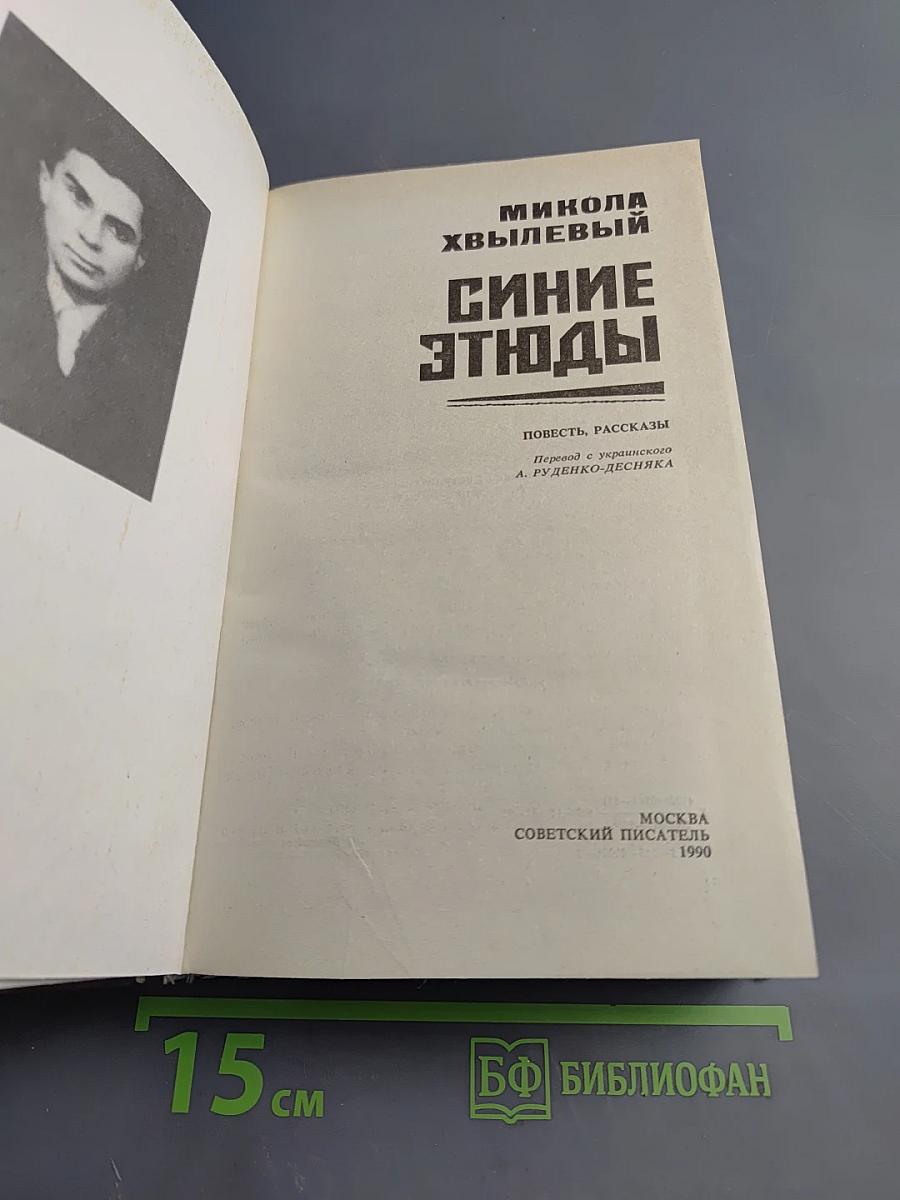 МИКОЛА
ХВЫЛЕВЫЙ
СИНИЕ
ЭТЮДЫ
ПОВЕСТЬ, РАССКАЗЫ
Перевод с украинского
А. РУДЕНКО-ДЕСНЯКА
МОСКВА
СОВЕТСКИЙ ПИСАТЕЛЬ
1990
15 см
БФ БИБЛИОФАН